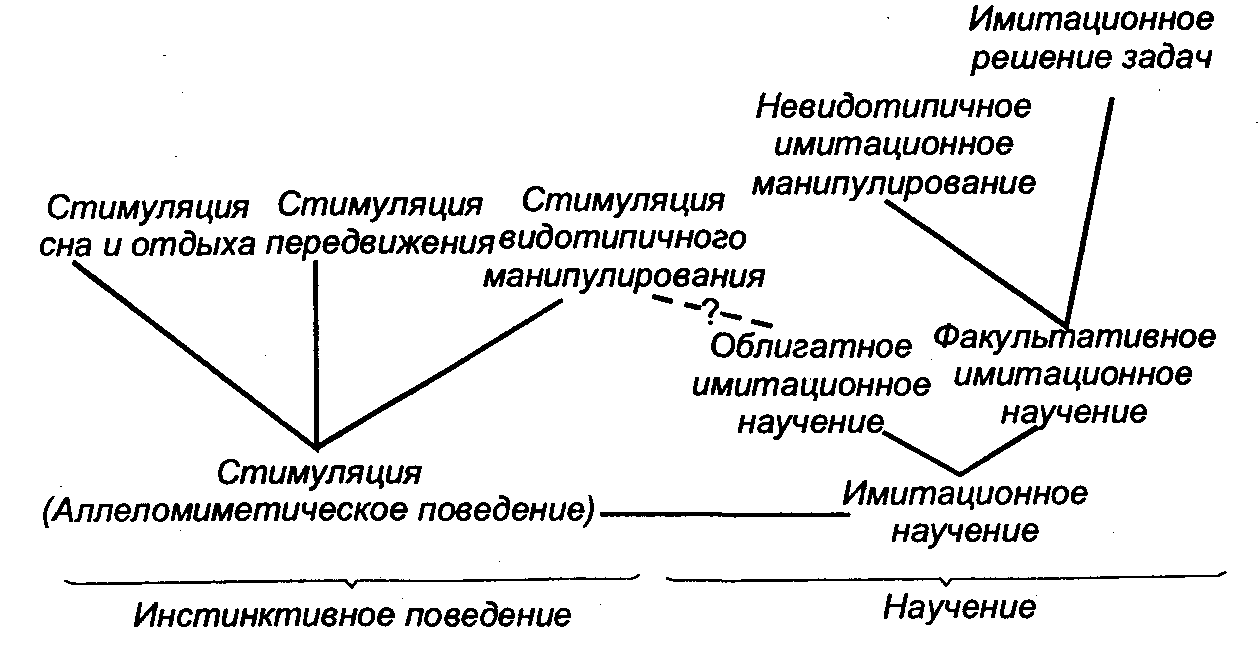 Имитационное
решение задач
Невидотипичное
имитационное
манипулирование
Стимуляция
сна и отдыха
Стимуляция
передвижения
Стимуляция
видотипичного
манипулирования
?
Облигатное
имитационное
научение
Факультативное
имитационное
научение
Стимуляция
(Аллеломиметическое поведение)
Имитационное
научение
Инстинктивное поведение
Научение